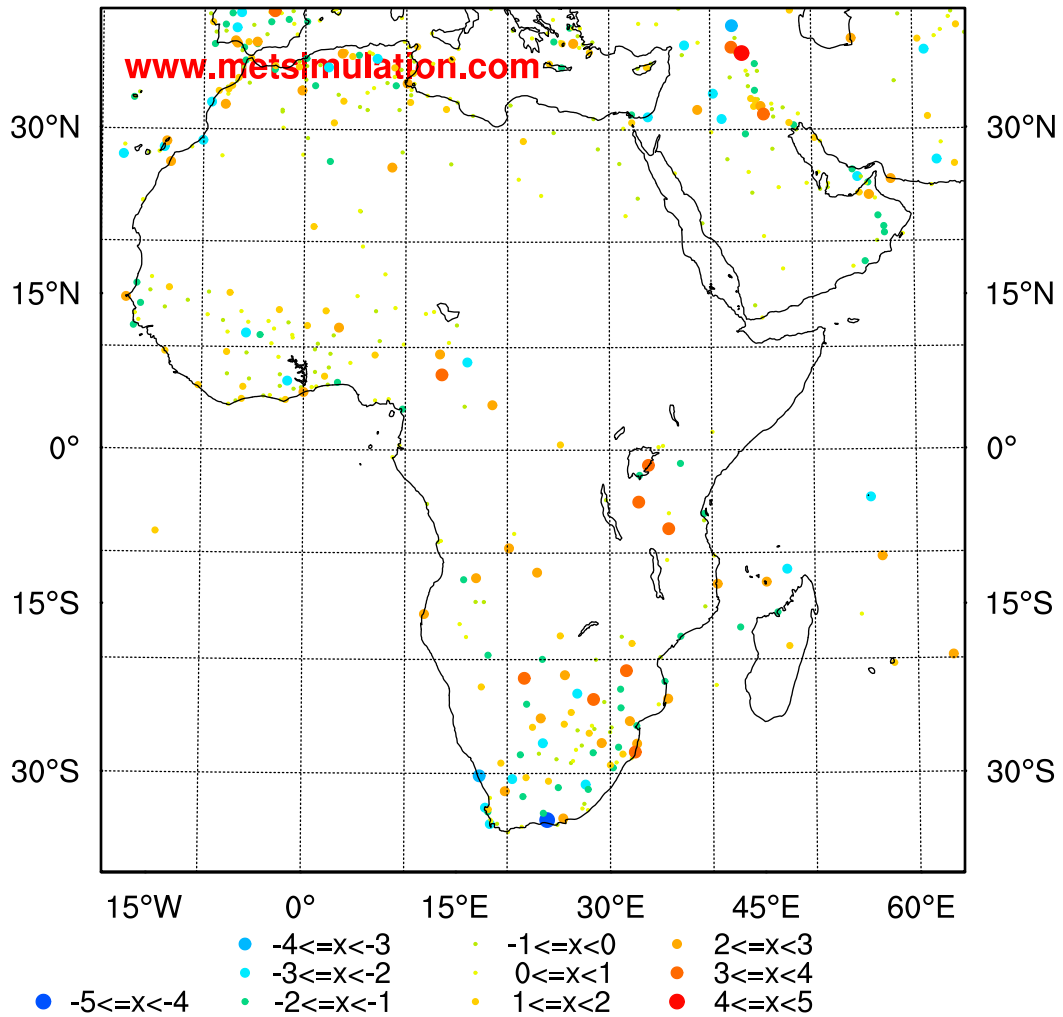 www.metsimulation.com
30°N 30°N
15°N 15°N
0° 0°
15°S 15°S
30°S 30°S
15°W 0° 15°E 30°E 45°E 60°E
-4<=x<-3 -1<=x<0 2<=x<3
-3<=x<-2 0<=x<1 3<=x<4
-5<=x<-4 -2<=x<-1 1<=x<2 4<=x<5